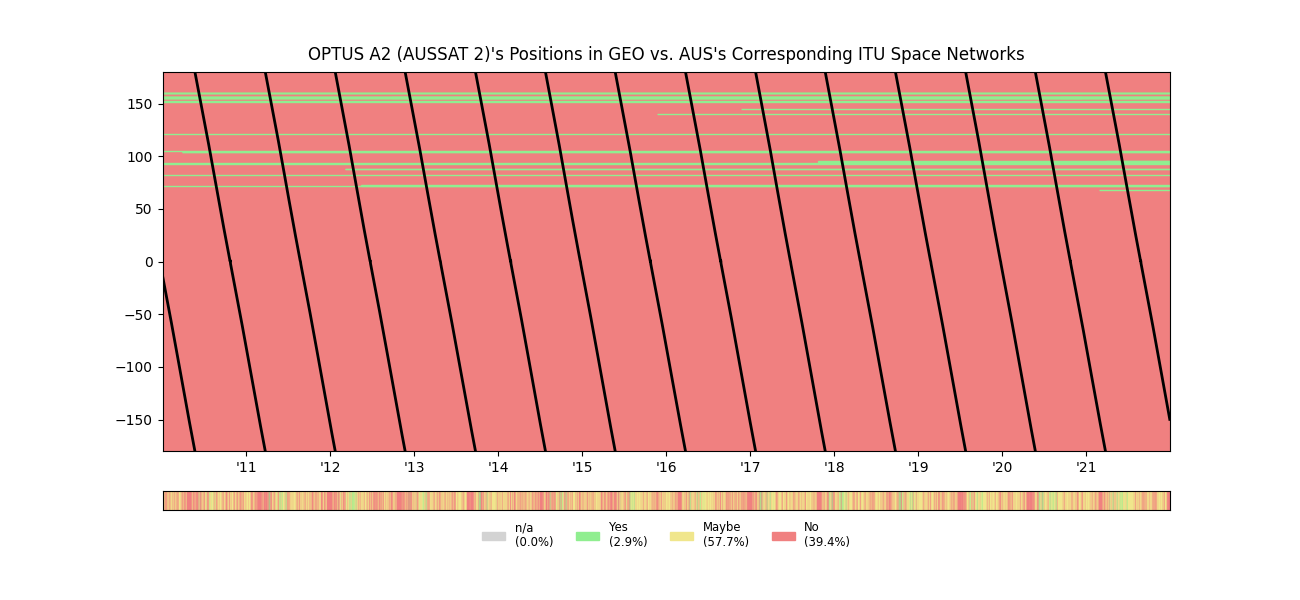 OPTUS A2 (AUSSAT 2)'s Positions in GEO vs. AUS's Corresponding ITU Space Networks
150
100
50
0
−50
−100
−150
'11 '12 '13 '14 '15 '16 '17 '18 '19 '20 '21
n/a Yes Maybe No
(0.0%) (2.9%) (57.7%) (39.4%)